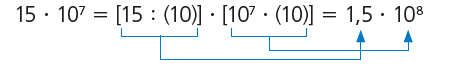 15 · 10⁷ = [15 : (10)] · [10⁷ · (10)] = 1,5 · 10⁸